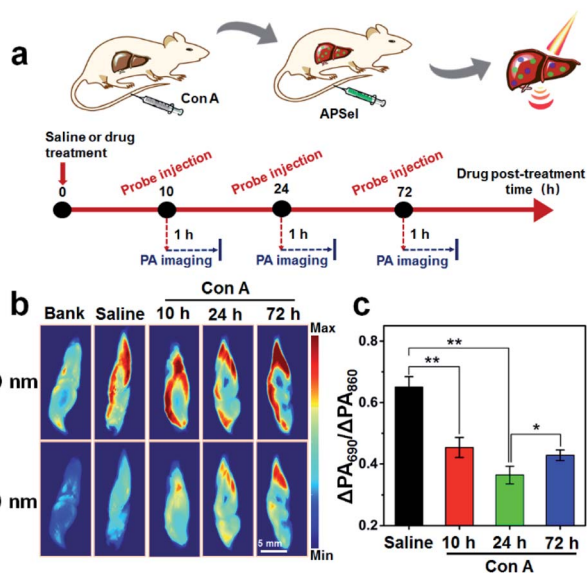 a
Con A
APSel
Saline or drug
treatment
Probe injection
Probe injection
Probe injection
Drug post-treatment
time (h)
0
10
24
72
1 h
1 h
1 h
PA imaging
PA imaging
PA imaging
b
Con A
Bank
Saline
10 h
24 h
72 h
Max
nm
nm
5 mm
Min
c
ΔPA690/ΔPA860
0.8
0.6
0.4
0.2
**
**
*
Saline
10 h
24 h
72 h
Con A